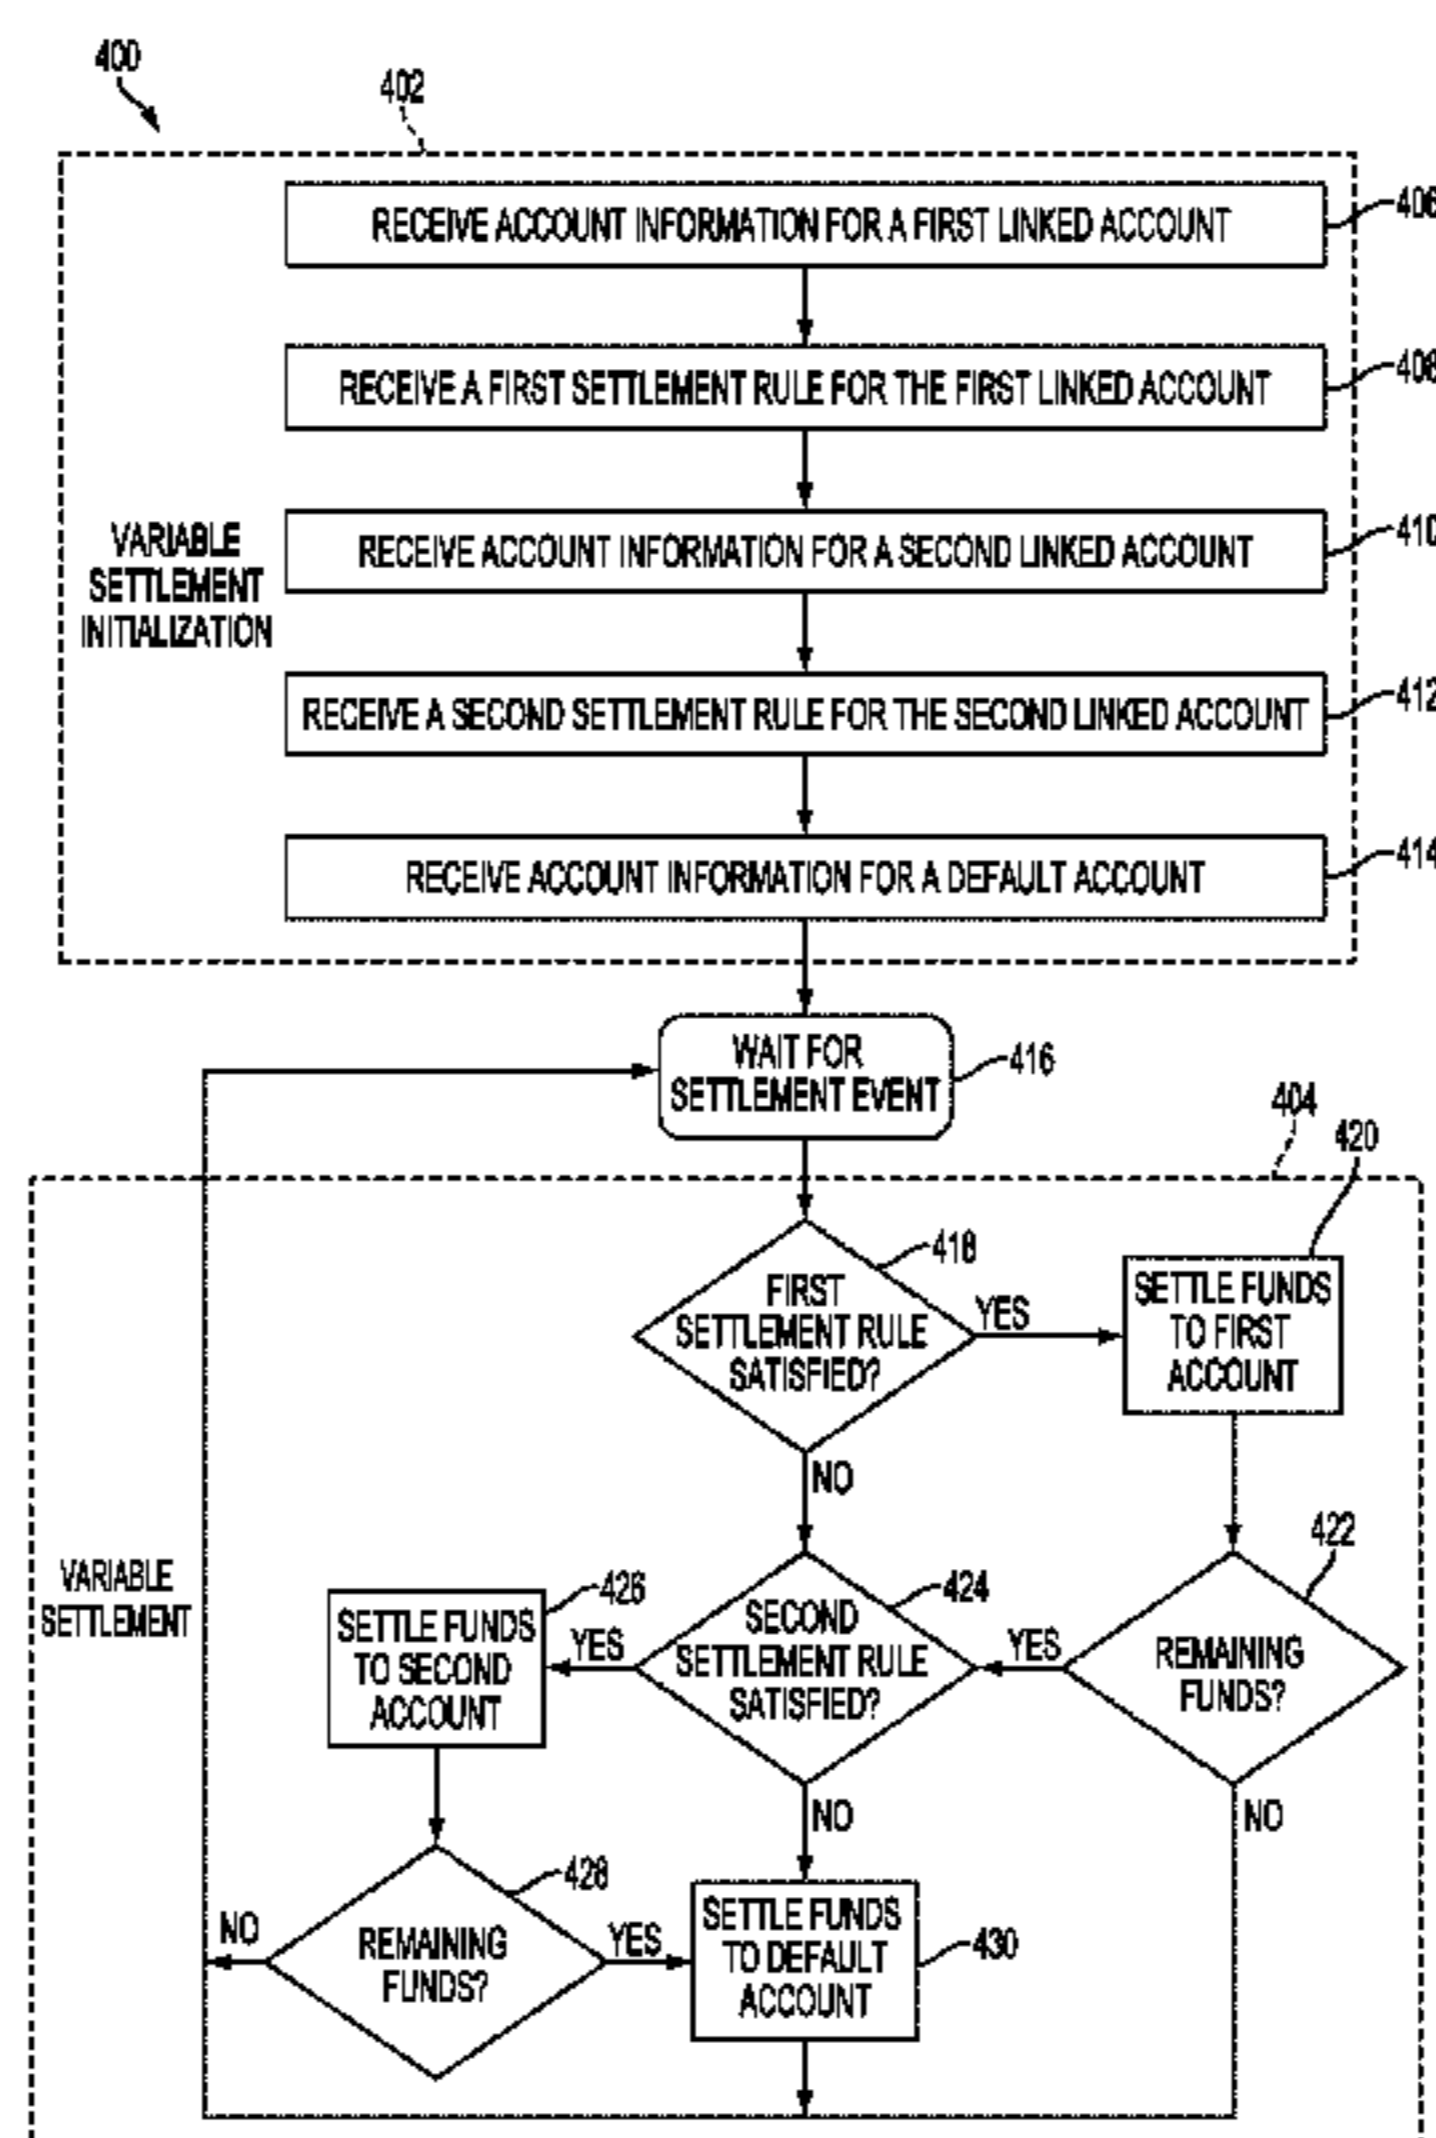 400
402
RECEIVE ACCOUNT INFORMATION FOR A FIRST LINKED ACCOUNT
406
RECEIVE A FIRST SETTLEMENT RULE FOR THE FIRST LINKED ACCOUNT
408
VARIABLE
SETTLEMENT
INITIALIZATION
RECEIVE ACCOUNT INFORMATION FOR A SECOND LINKED ACCOUNT
410
RECEIVE A SECOND SETTLEMENT RULE FOR THE SECOND LINKED ACCOUNT
412
RECEIVE ACCOUNT INFORMATION FOR A DEFAULT ACCOUNT
414
WAIT FOR
SETTLEMENT EVENT
416
404
420
418
FIRST
SETTLEMENT RULE
SATISFIED?
YES
SETTLE FUNDS
TO FIRST
ACCOUNT
NO
422
VARIABLE
SETTLEMENT
426
SETTLE FUNDS
TO SECOND
ACCOUNT
YES
424
SECOND
SETTLEMENT RULE
SATISFIED?
YES
REMAINING
FUNDS?
NO
NO
428
NO
REMAINING
FUNDS?
YES
SETTLE FUNDS
TO DEFAULT
ACCOUNT
430